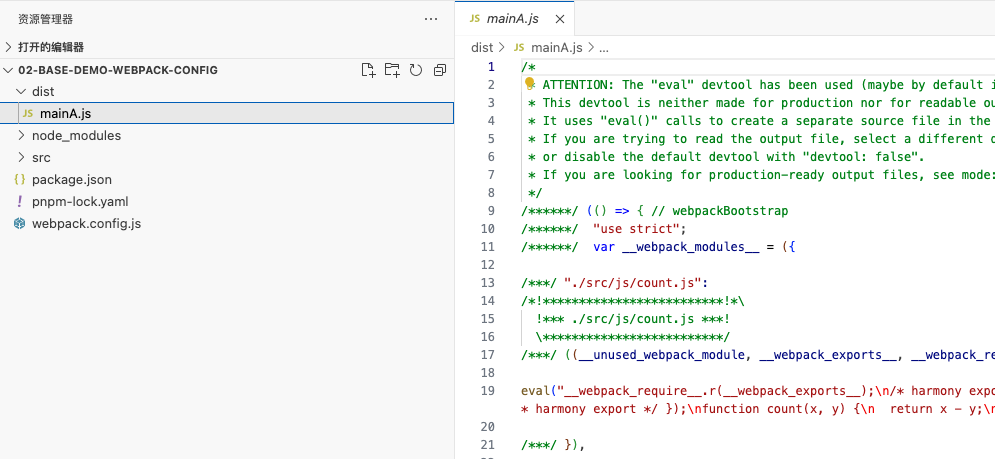 资源管理器
打开的编辑器
02-BASE-DEMO-WEBPACK-CONFIG
dist
JS mainA.js
node_modules
src
{} package.json
! pnpm-lock.yaml
webpack.config.js
JS mainA.js
dist > JS mainA.js > ...
1 /*
2 ATTENTION: The "eval" devtool has been used (maybe by default i
3 * This devtool is neither made for production nor for readable ou
4 * It uses "eval()" calls to create a separate source file in the
5 * If you are trying to read the output file, select a different d
6 * or disable the default devtool with "devtool: false".
7 * If you are looking for production-ready output files, see mode:
8 */
9 /******/ (() => { // webpackBootstrap
10 /******/ "use strict";
11 /******/ var __webpack_modules__ = ({
12
13 /***/ "./src/js/count.js":
14 /*!*************************!*\
15 !*** ./src/js/count.js ***!
16 \*************************/
17 /***/ ((__unused_webpack_module, __webpack_exports__, __webpack_re
18
19 eval("__webpack_require__.r(__webpack_exports__);\n/* harmony expo
* harmony export */ });\nfunction count(x, y) {\n  return x - y;\n
20
21 /***/ }),